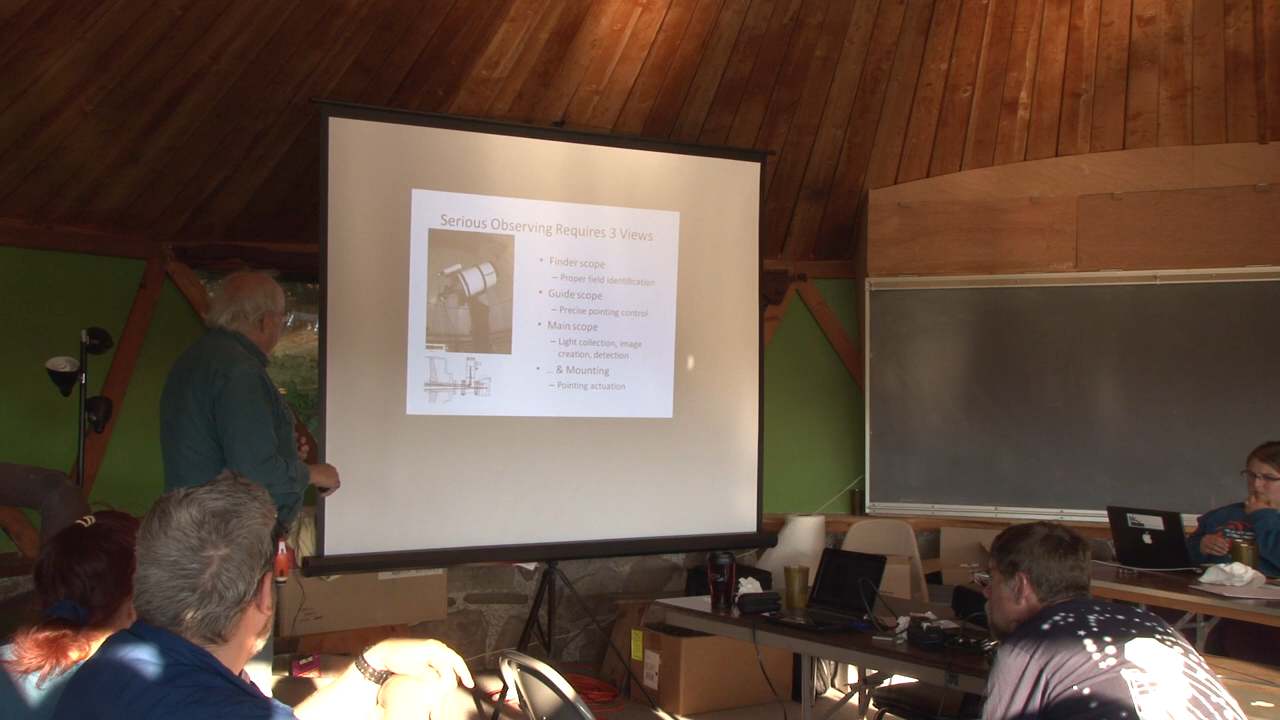 Serious Observing Requires 3 Views
• Finder scope
– Proper field identification
• Guide scope
– Precise pointing control
• Main scope
– Light collection, image
creation, detection
• ... & Mounting
– Pointing actuation